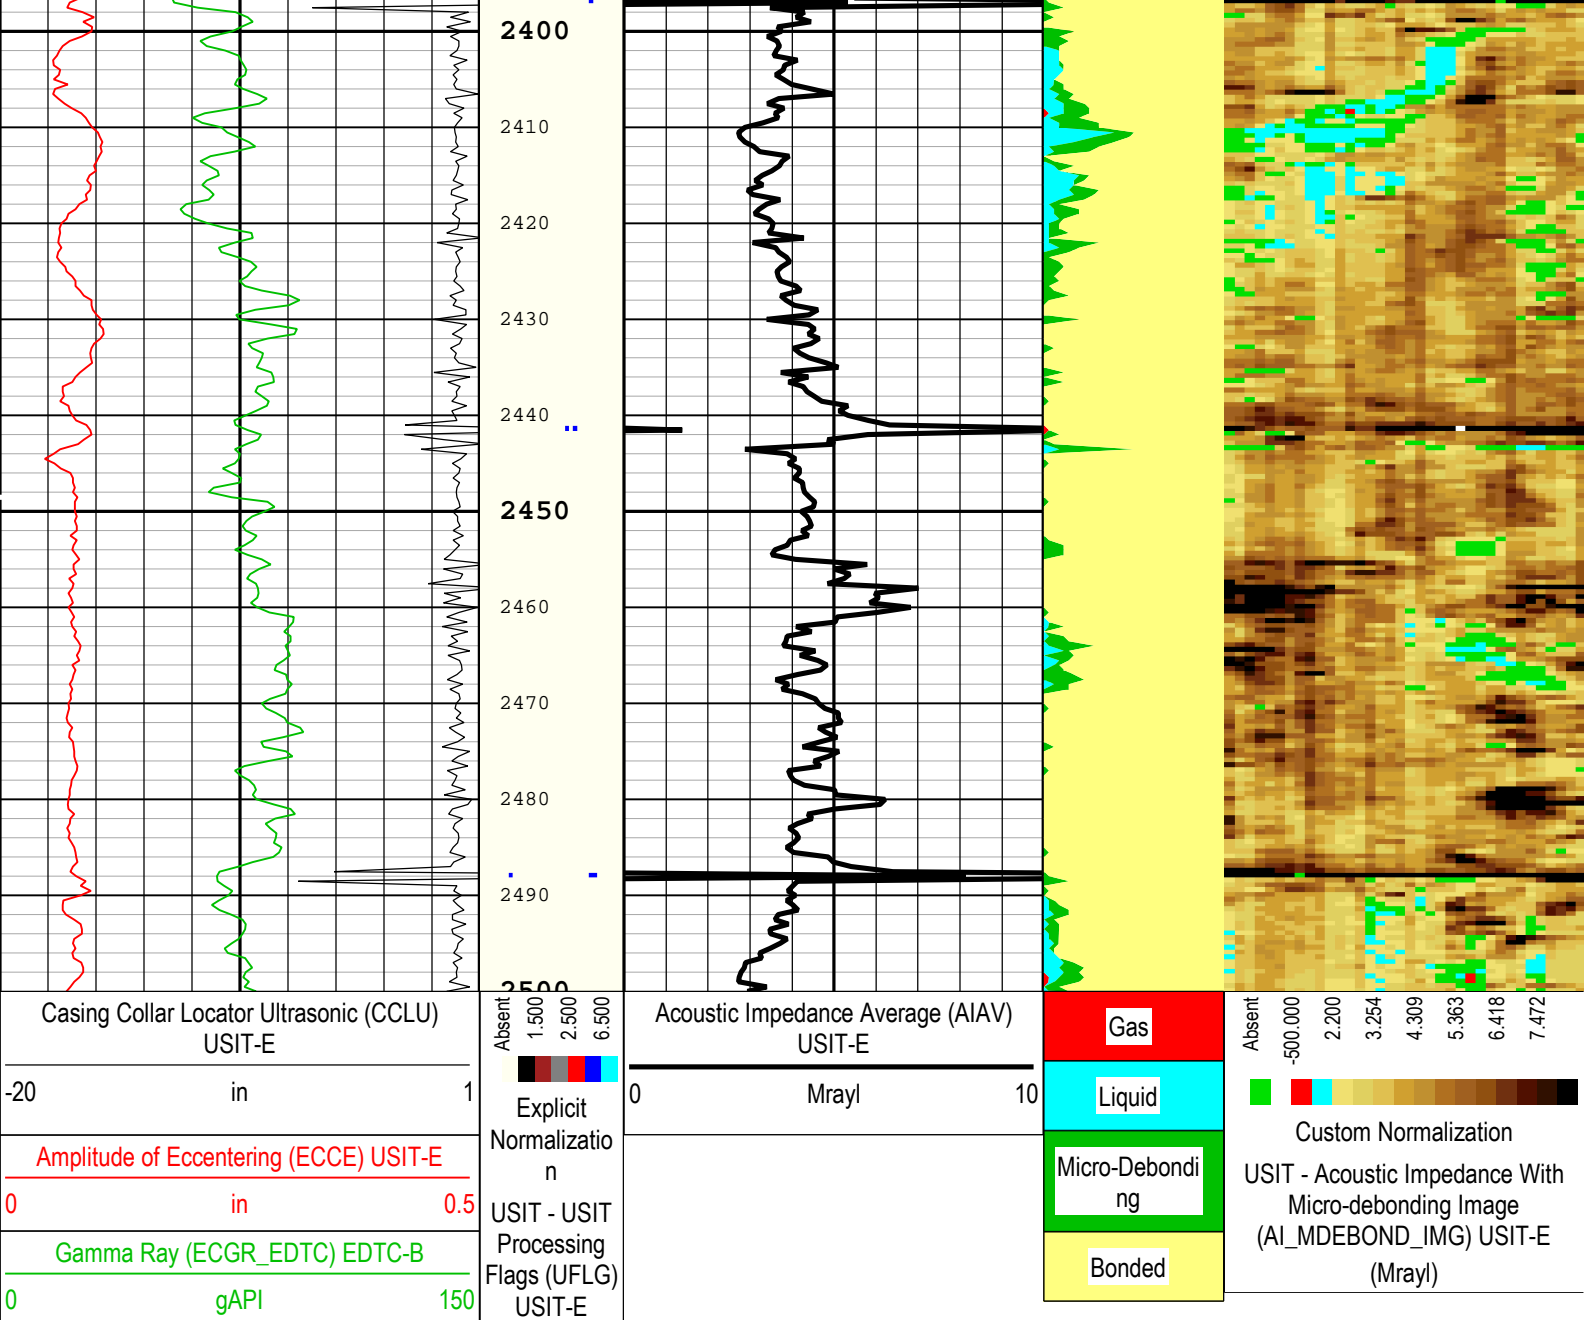 2400
2410
2420
2430
2440
2450
2460
2470
2480
2490
2500
Casing Collar Locator Ultrasonic (CCLU)
USIT-E
-20 in 1
Amplitude of Eccentering (ECCE) USIT-E
0 in 0.5
Gamma Ray (ECGR_EDTC) EDTC-B
0 gAPI 150
Absent
1.500
2.500
6.500
Explicit
Normalizatio
n
USIT - USIT
Processing
Flags (UFLG)
USIT-E
Acoustic Impedance Average (AIAV)
USIT-E
0 Mrayl 10
Gas
Liquid
Micro-Debondi
ng
Bonded
Absent
-500.000
2.200
3.254
4.309
5.363
6.418
7.472
Custom Normalization
USIT - Acoustic Impedance With
Micro-debonding Image
(AI_MDEBOND_IMG) USIT-E
(Mrayl)